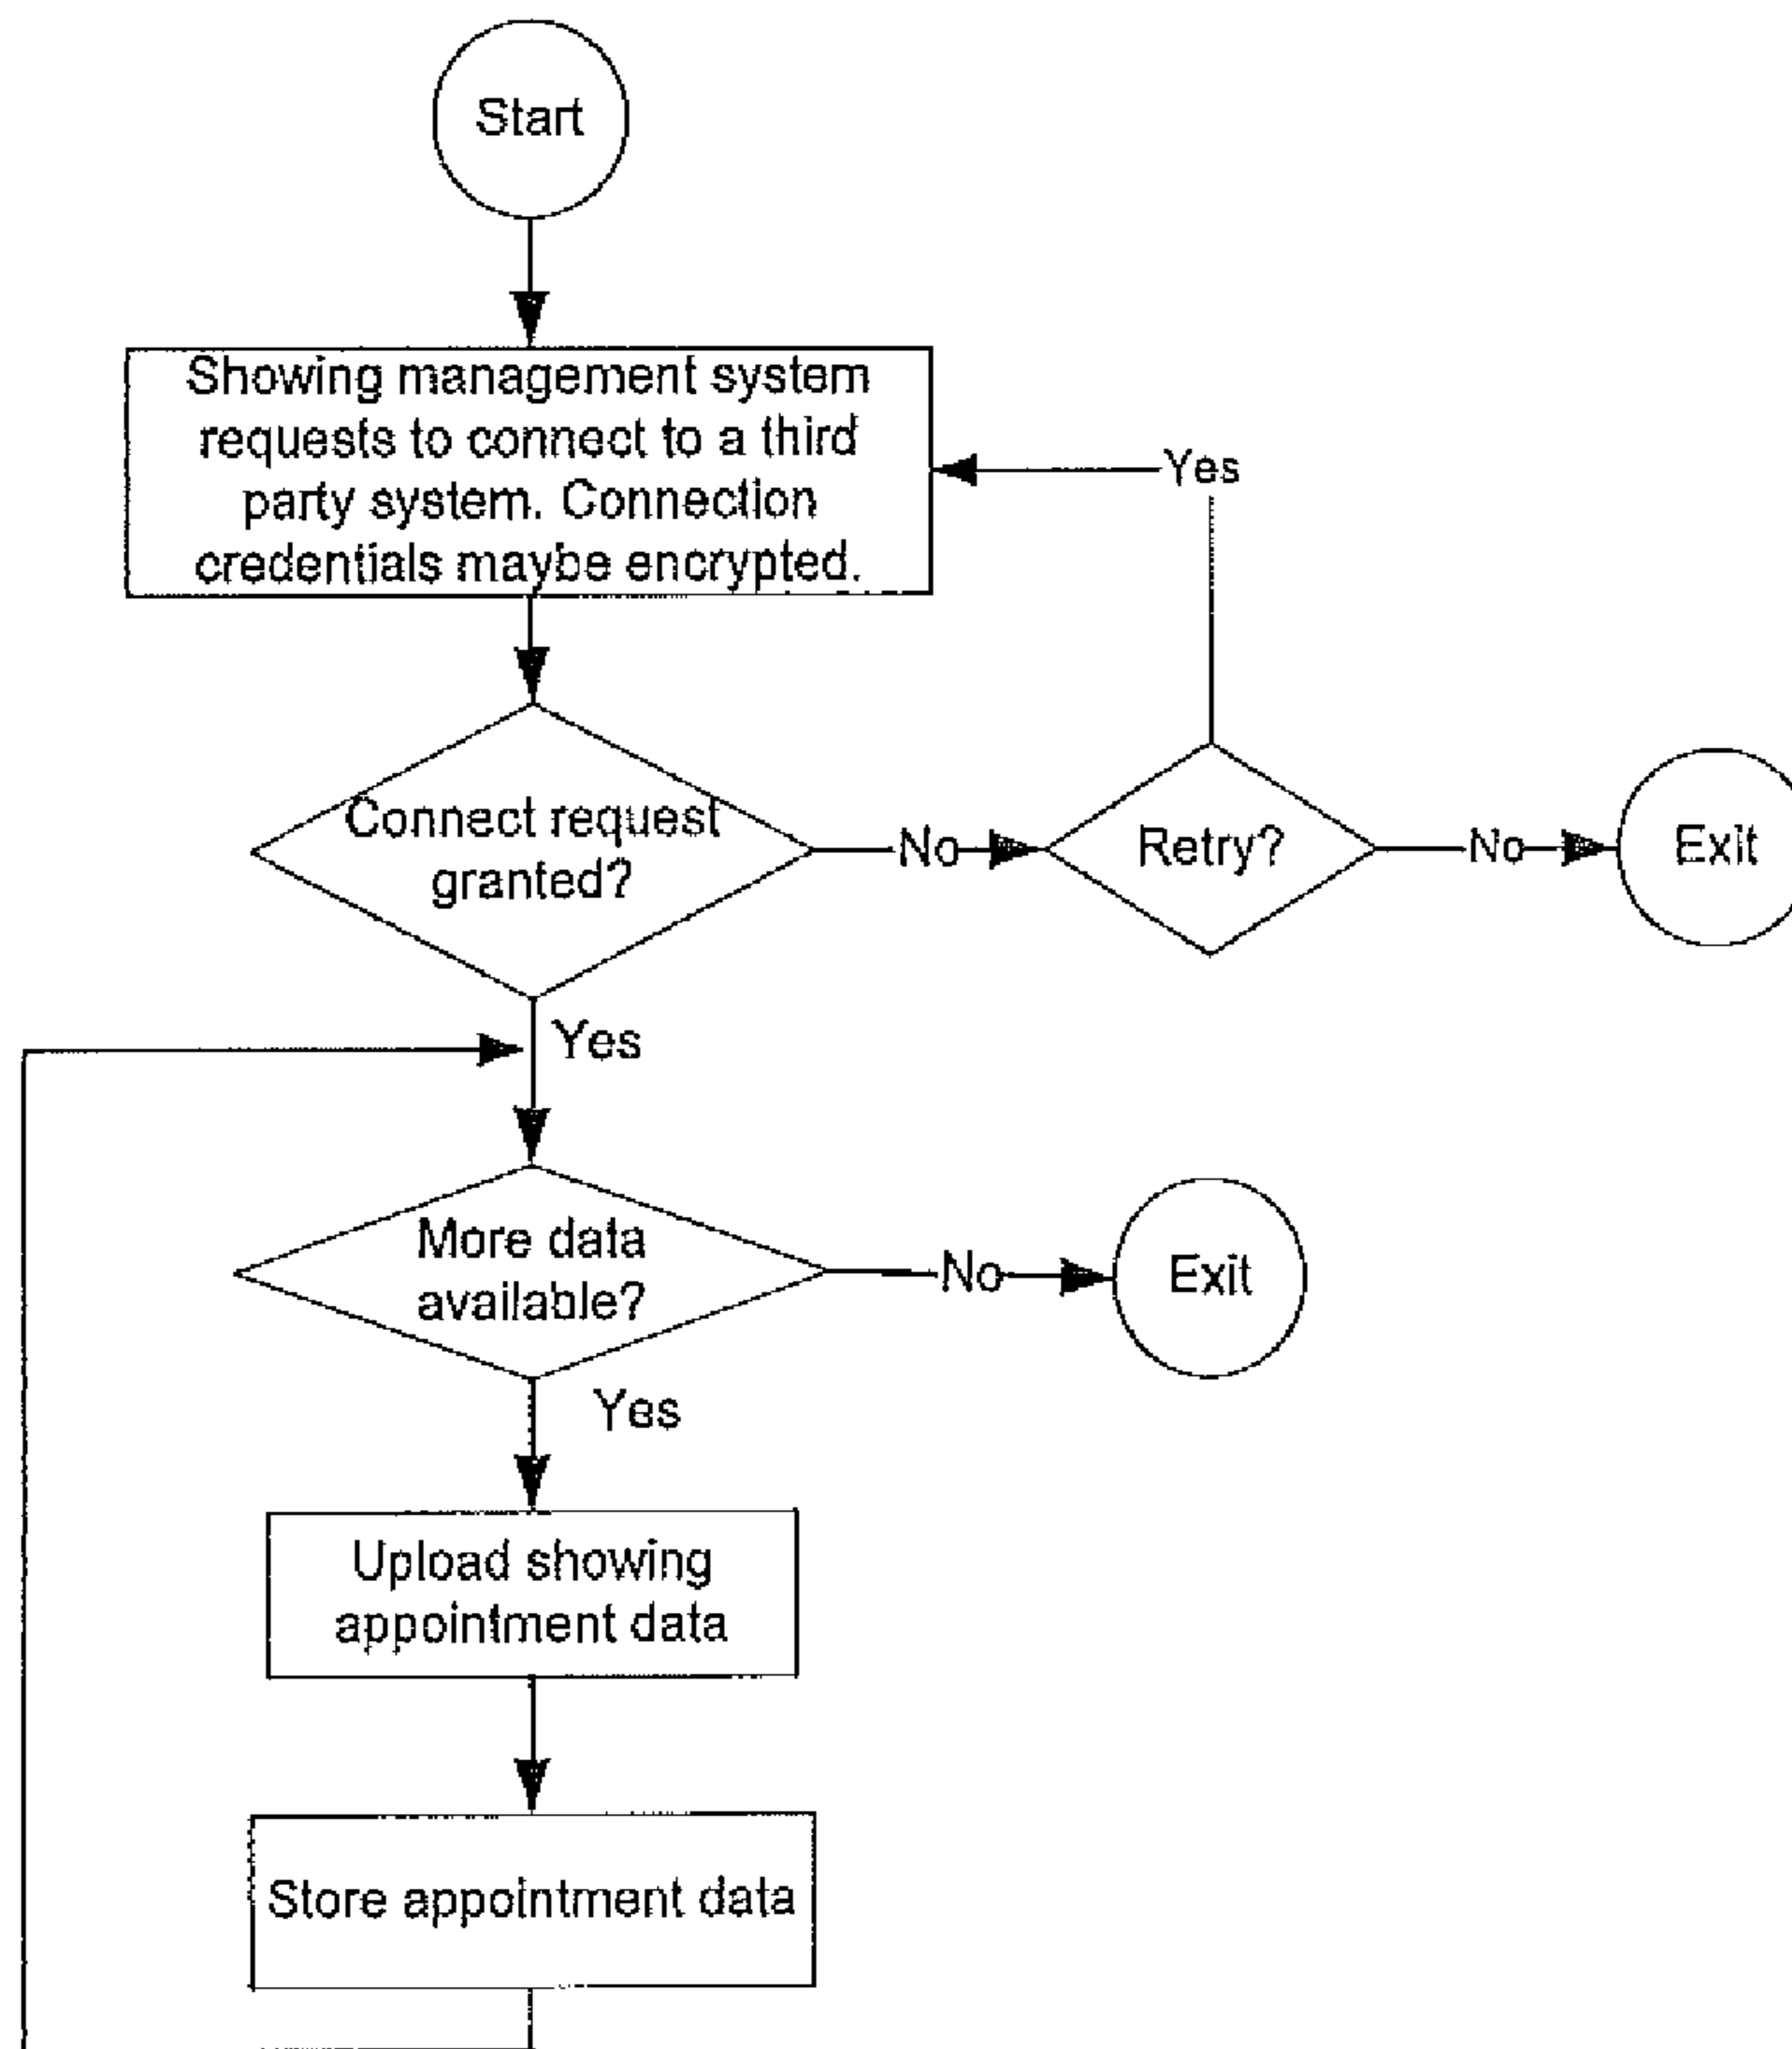 Start
Showing management system
requests to connect to a third
party system. Connection
credentials maybe encrypted.
Yes
Connect request
granted?
No
Retry?
No
Exit
Yes
More data
available?
No
Exit
Yes
Upload showing
appointment data
Store appointment data